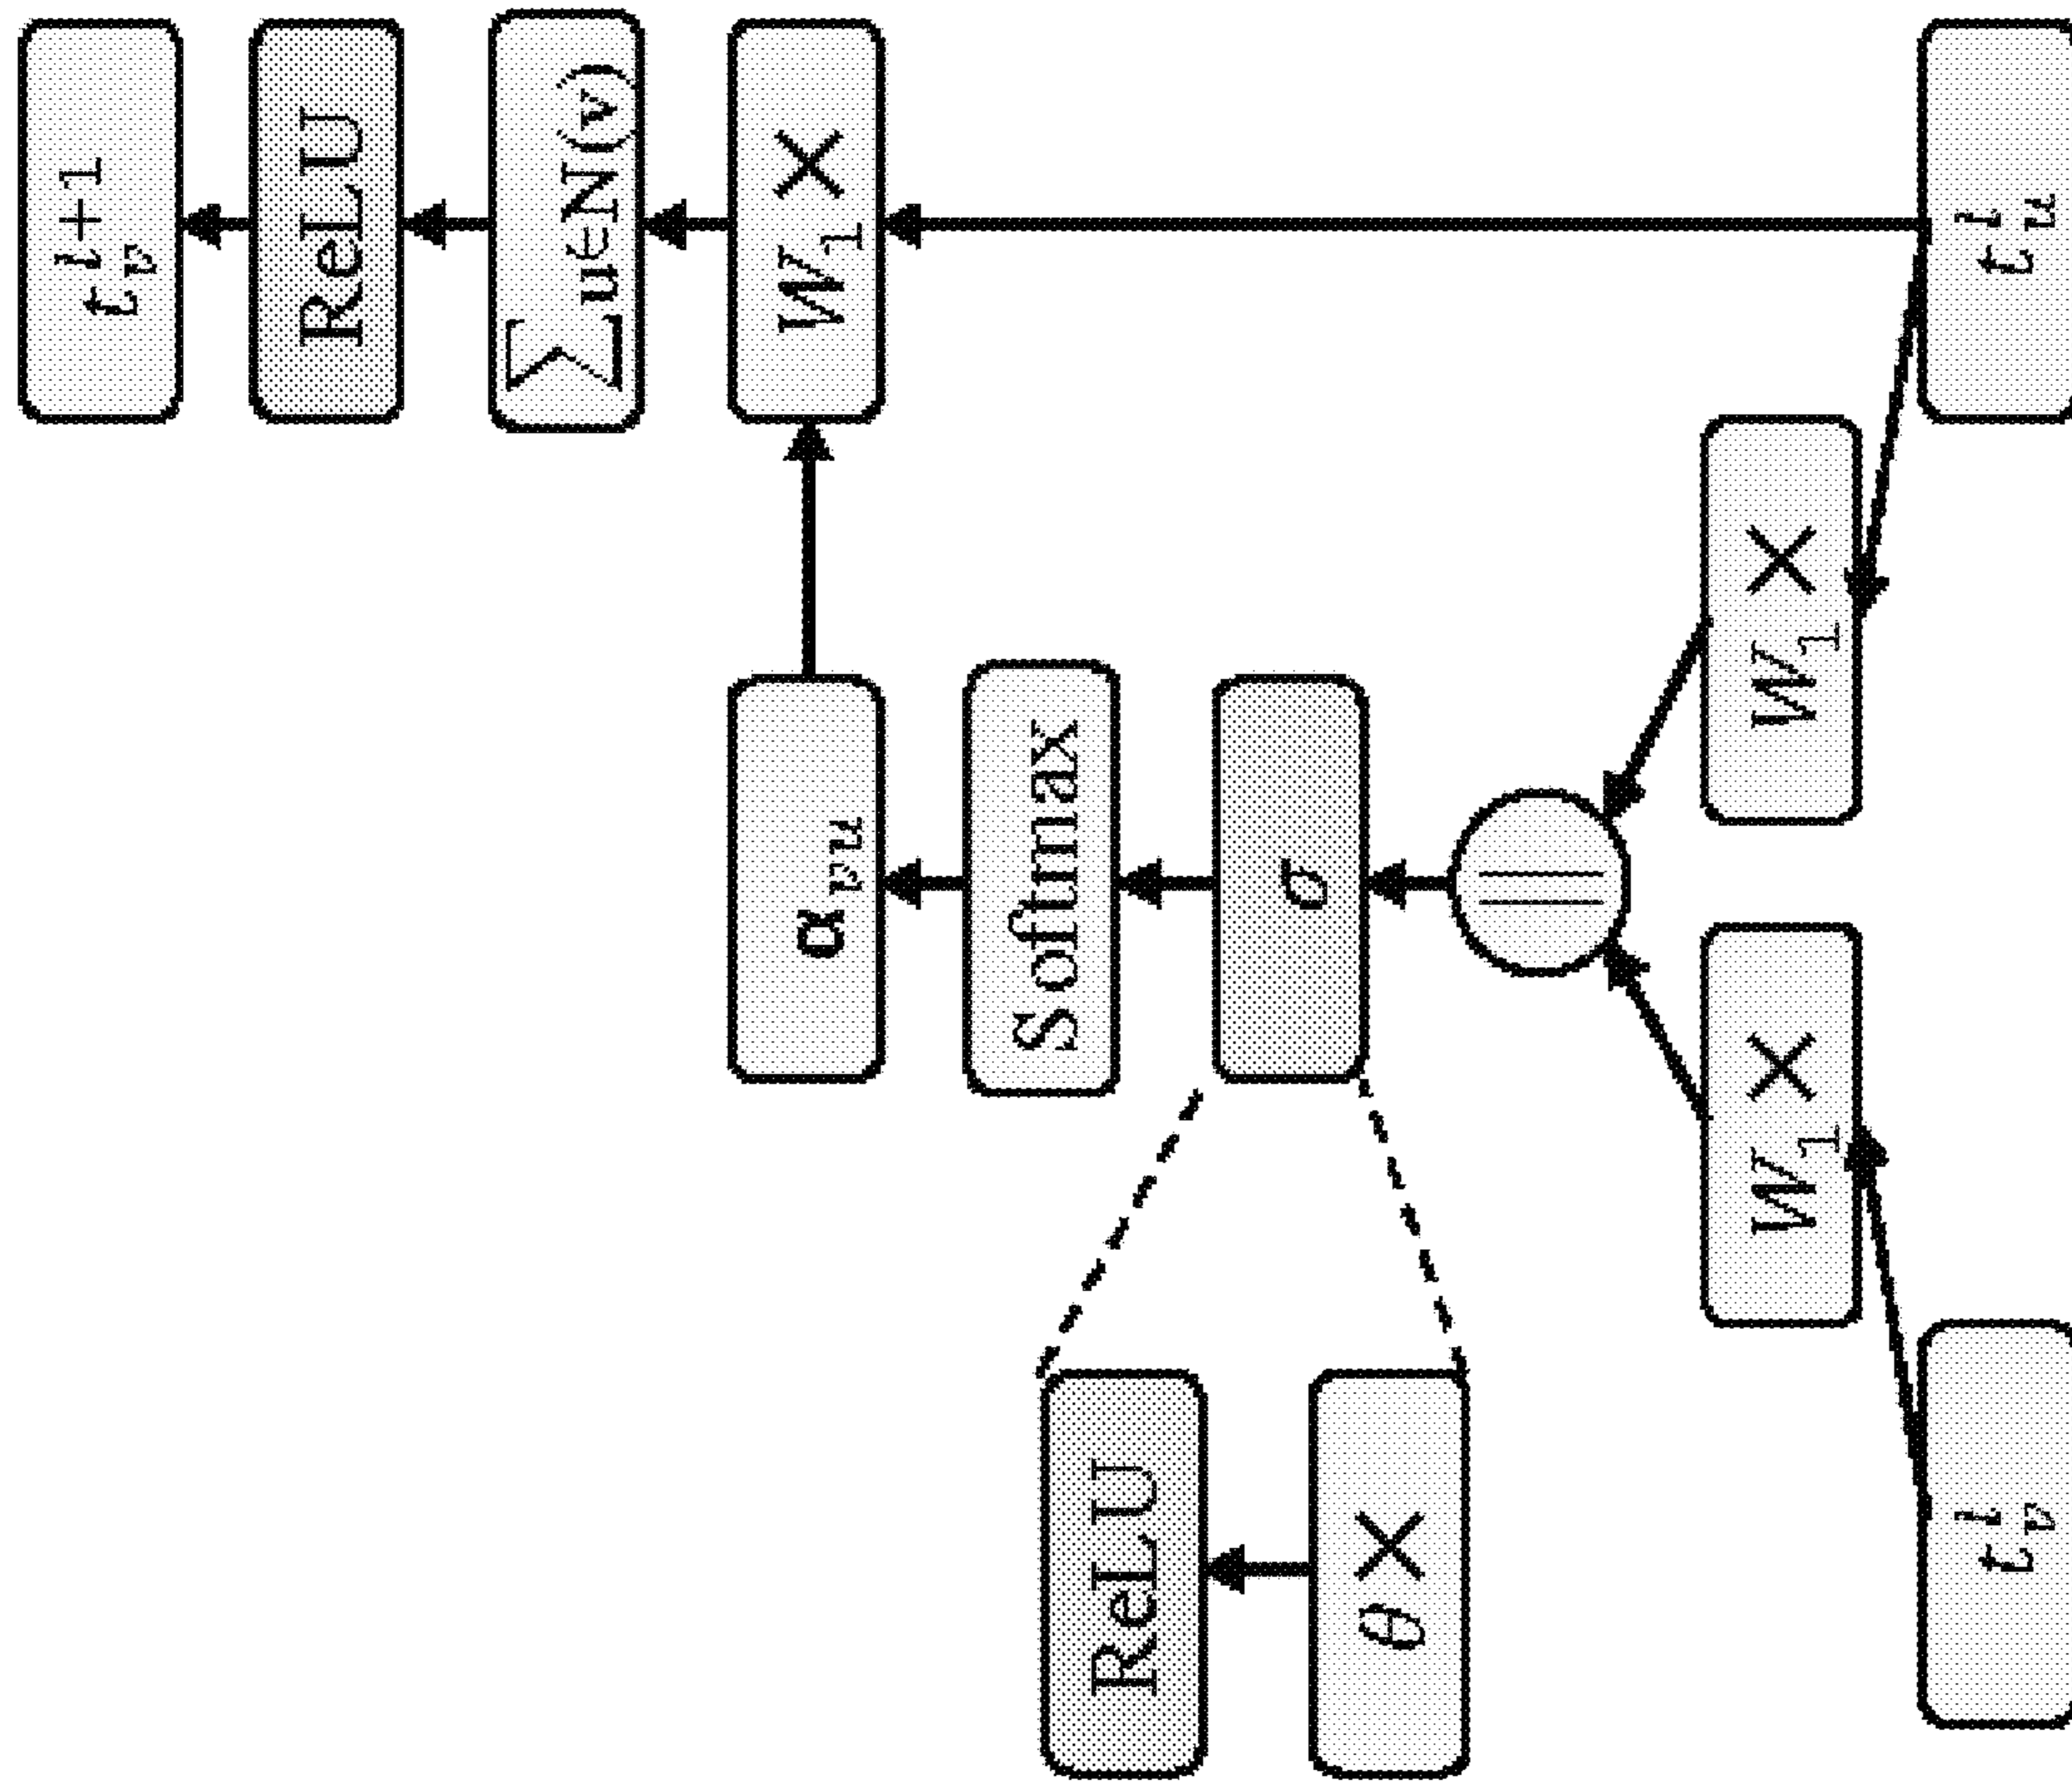 t_v^{l+1}
ReLU
∑_{u∈N(v)}
W_1 ×
α_{vu}
Softmax
σ
ReLU
θ ×
||
W_1 ×
W_1 ×
t_v^l
t_u^l